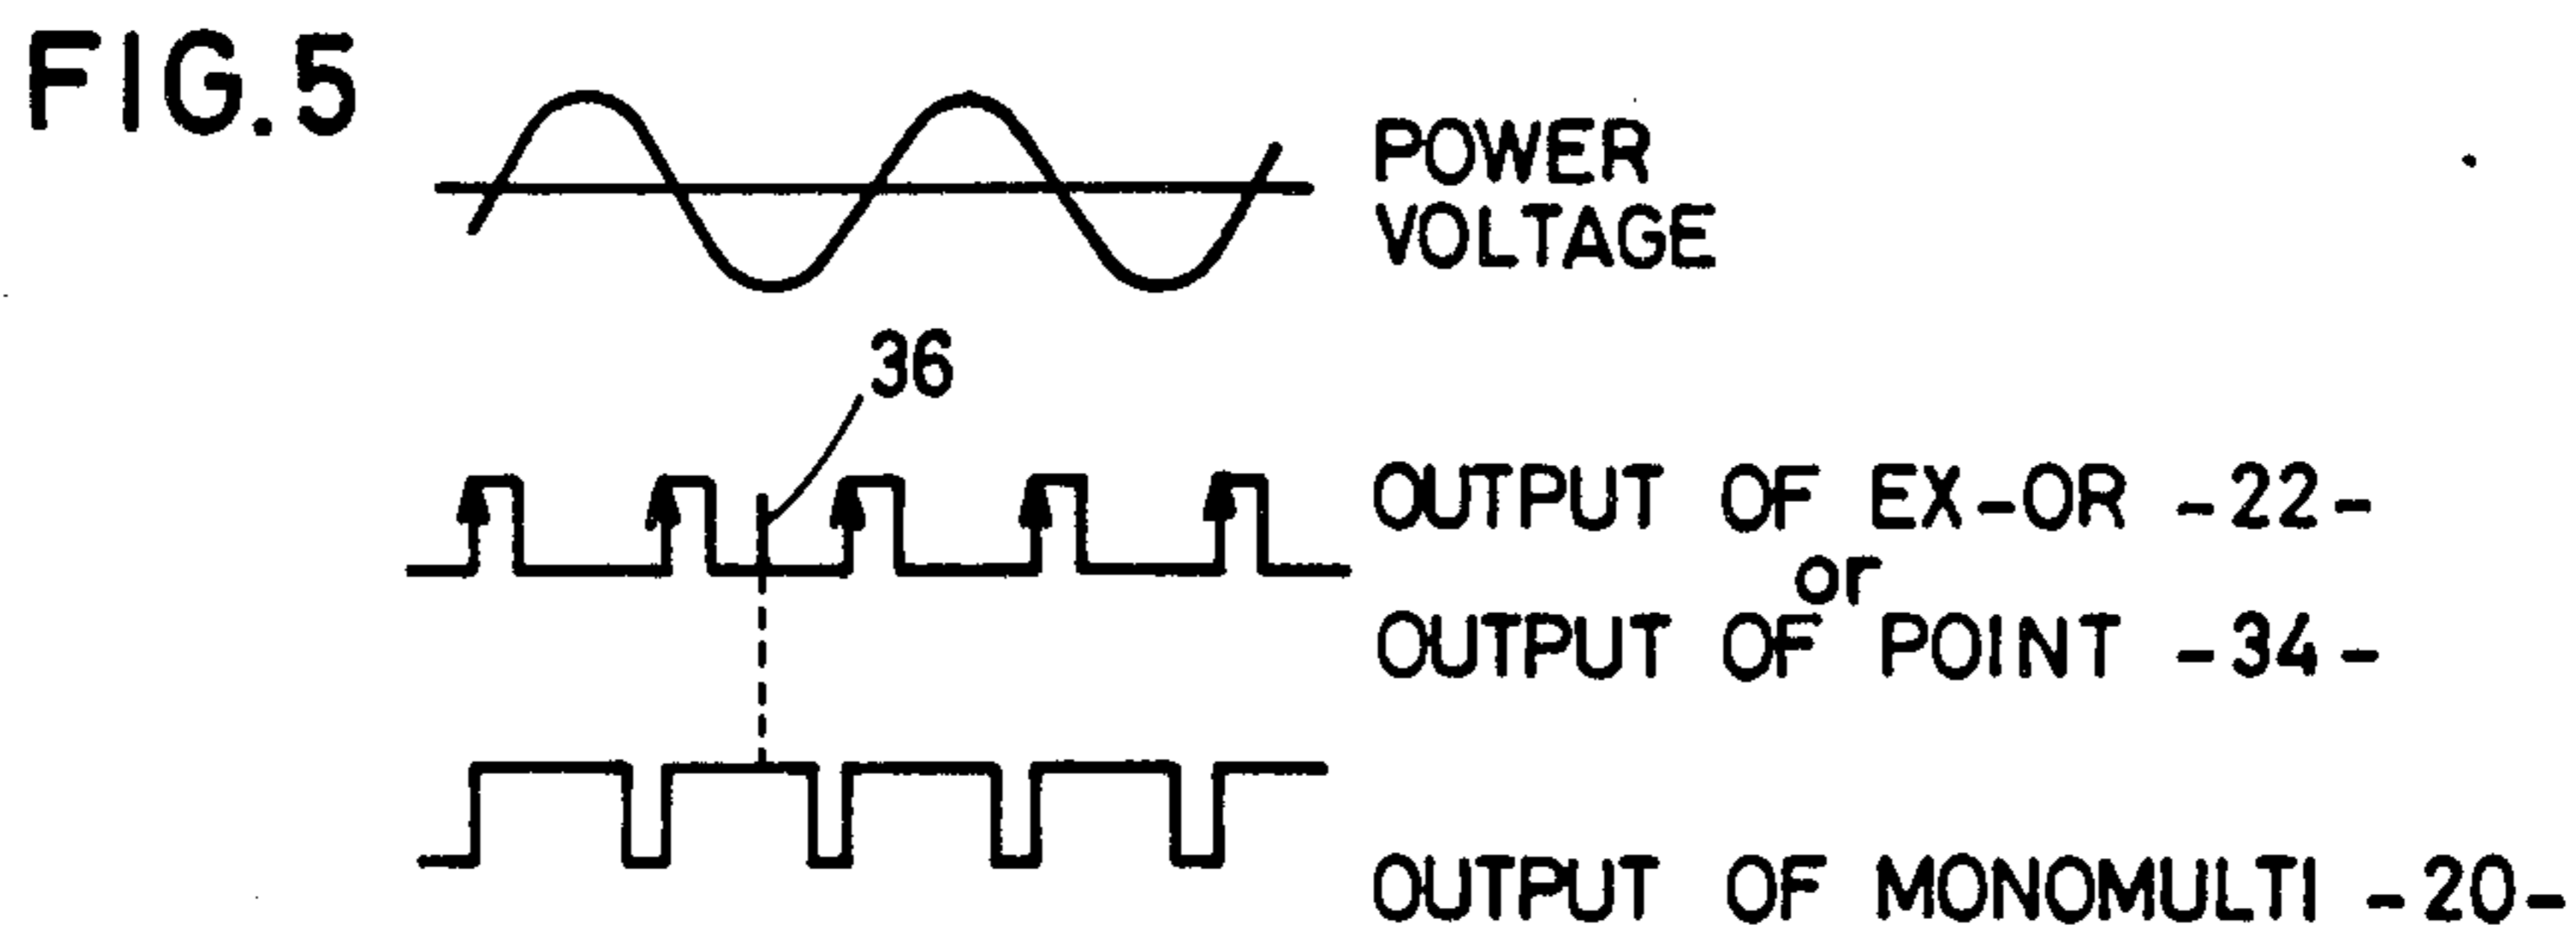 FIG.5
POWER
VOLTAGE
36
OUTPUT OF EX-OR -22-
or
OUTPUT OF POINT -34-
OUTPUT OF MONOMULTI -20-